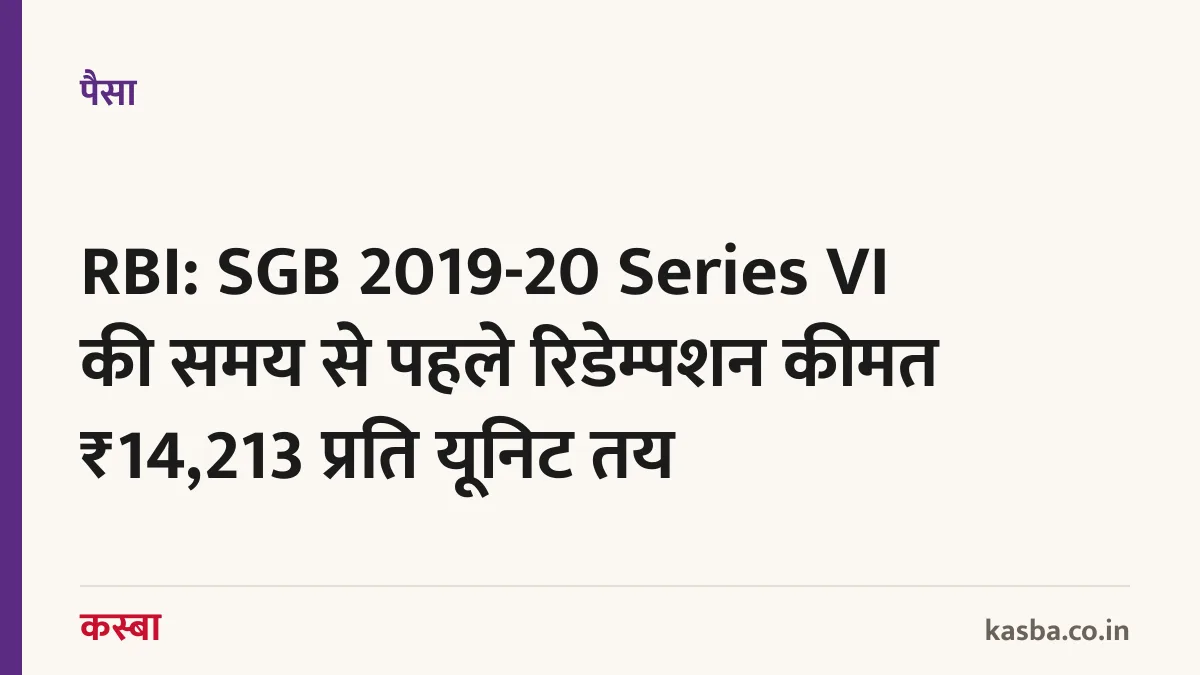 पैसा
RBI: SGB 2019-20 Series VI
की समय से पहले रिडेम्पशन कीमत
₹14,213 प्रति यूनिट तय
कस्बा
kasba.co.in